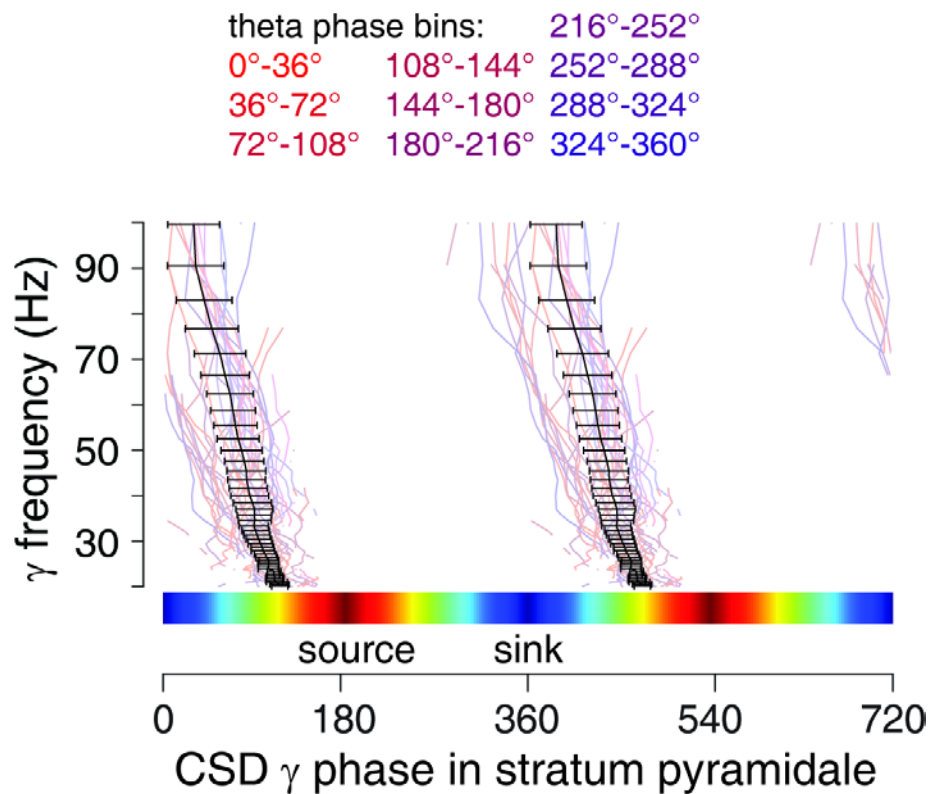 theta phase bins:
0°-36°
36°-72°
72°-108°
108°-144°
144°-180°
180°-216°
216°-252°
252°-288°
288°-324°
324°-360°
γ frequency (Hz)
90
70
50
30
source sink
0 180 360 540 720
CSD γ phase in stratum pyramidale